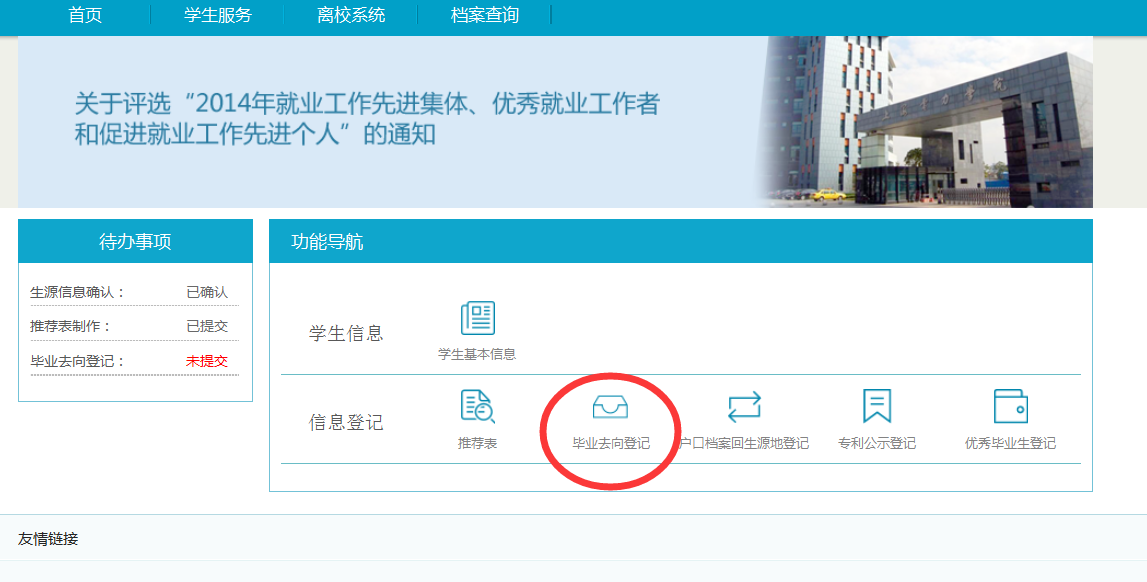 首页
学生服务
离校系统
档案查询
关于评选“2014年就业工作先进集体、优秀就业工作者
和促进就业工作先进个人”的通知
待办事项
生源信息确认：
已确认
推荐表制作：
已提交
毕业去向登记：
未提交
功能导航
学生信息
学生基本信息
信息登记
推荐表
毕业去向登记
户口档案回生源地登记
专利公示登记
优秀毕业生登记
友情链接